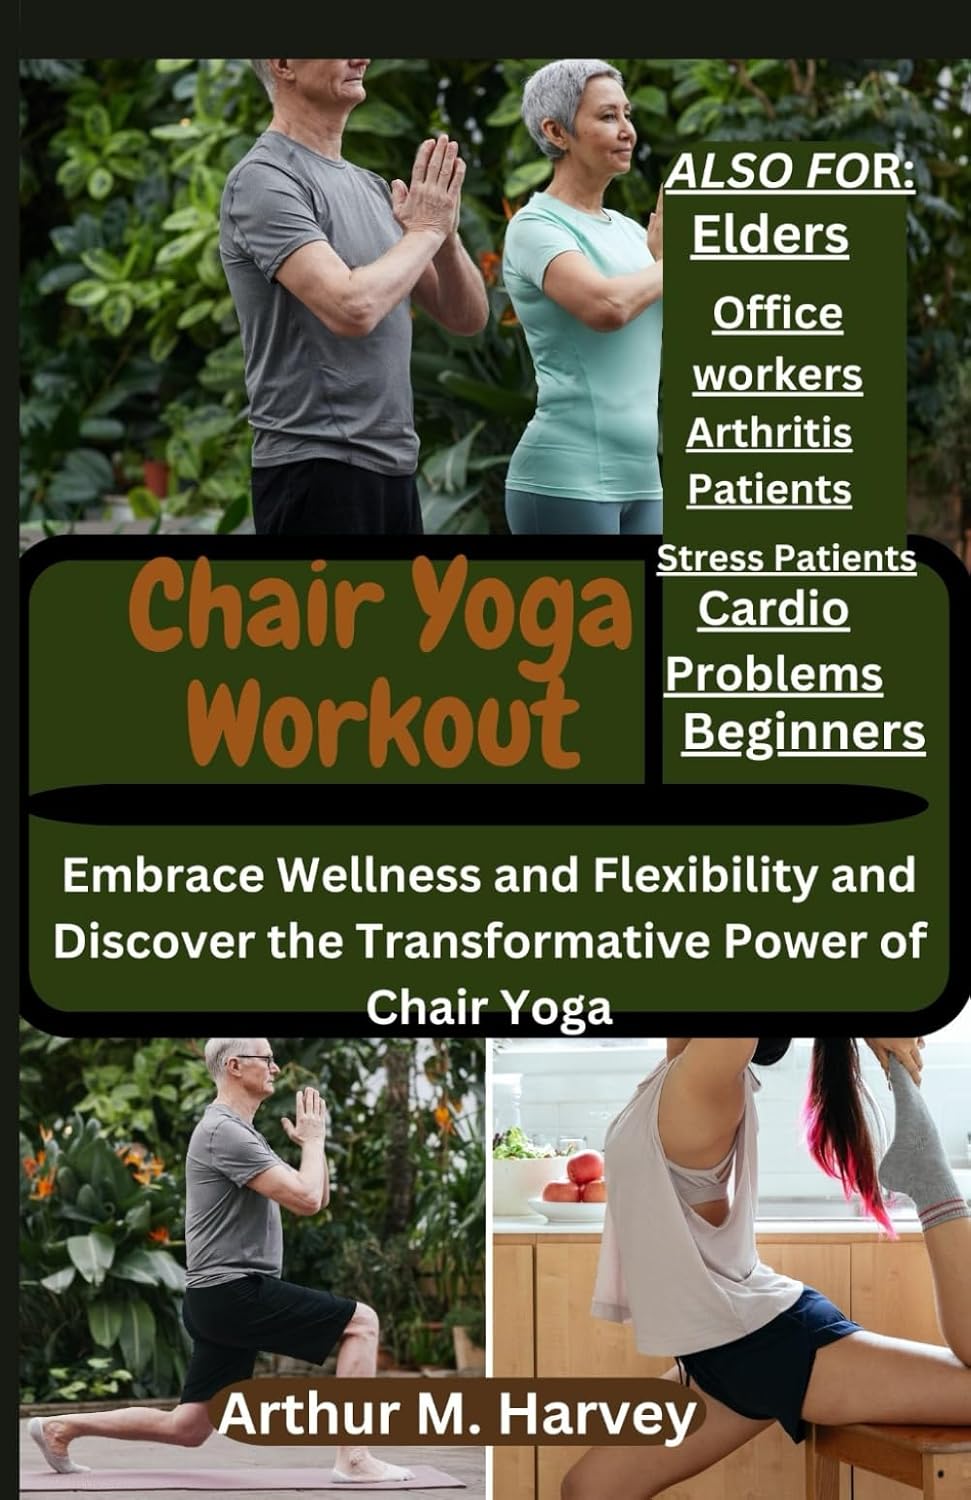 ALSO FOR:
Elders
Office
workers
Arthritis
Patients
Stress Patients
Cardio
Problems
Beginners
Chair Yoga
Workout
Embrace Wellness and Flexibility and
Discover the Transformative Power of
Chair Yoga
Arthur M. Harvey